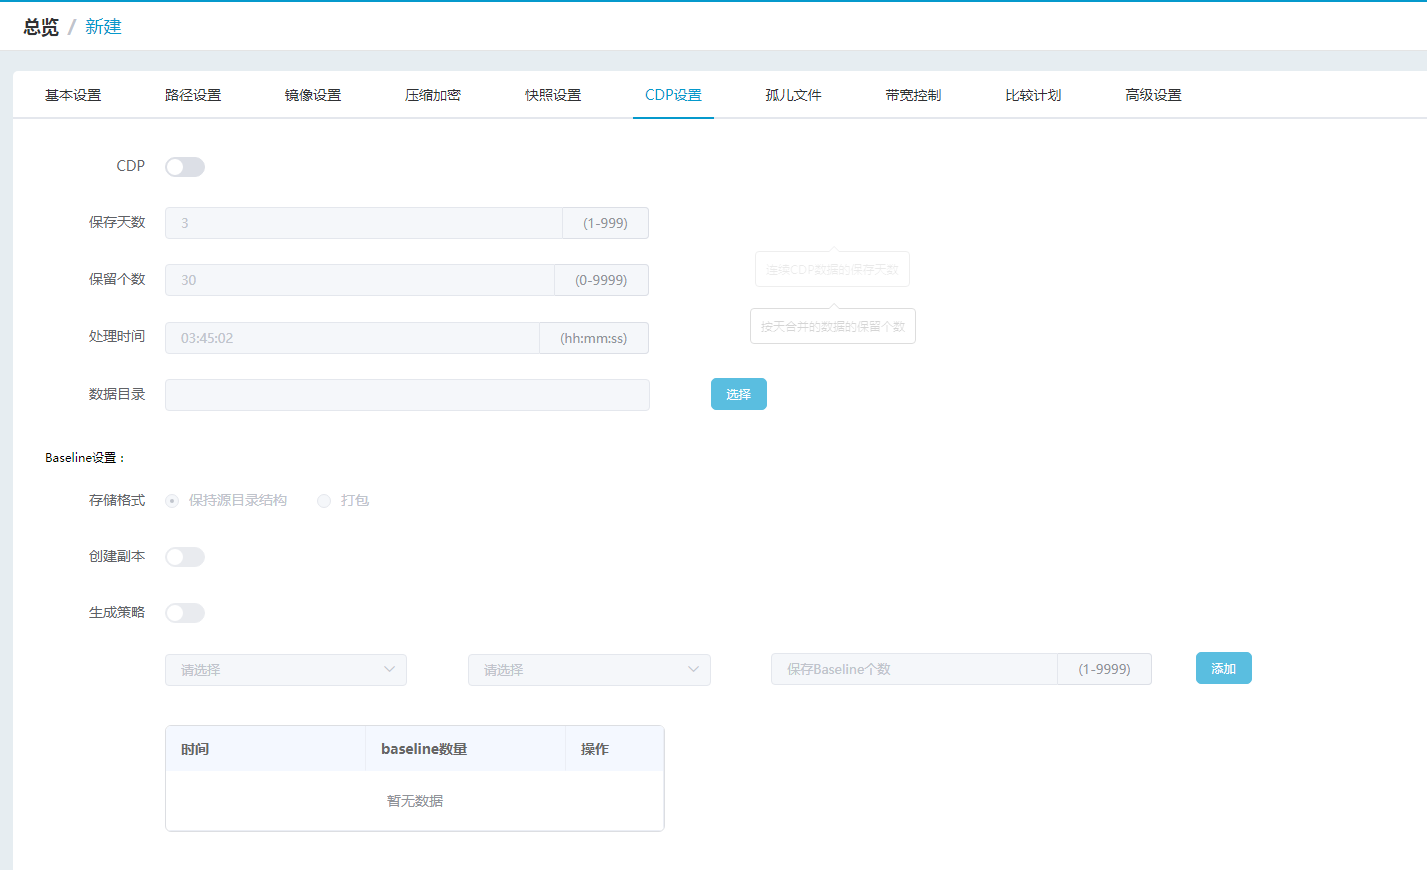 总览 / 新建
基本设置 路径设置 镜像设置 压缩加密 快照设置 CDP设置 孤儿文件 带宽控制 比较计划 高级设置
CDP
保存天数 3 (1-999)
连续CDP数据的保存天数
保留个数 30 (0-9999)
按天合并的数据的保留个数
处理时间 03:45:02 (hh:mm:ss)
数据目录 选择
Baseline设置：
存储格式 保持源目录结构 打包
创建副本
生成策略
请选择 请选择 保存Baseline个数 (1-9999) 添加
时间 baseline数量 操作
暂无数据